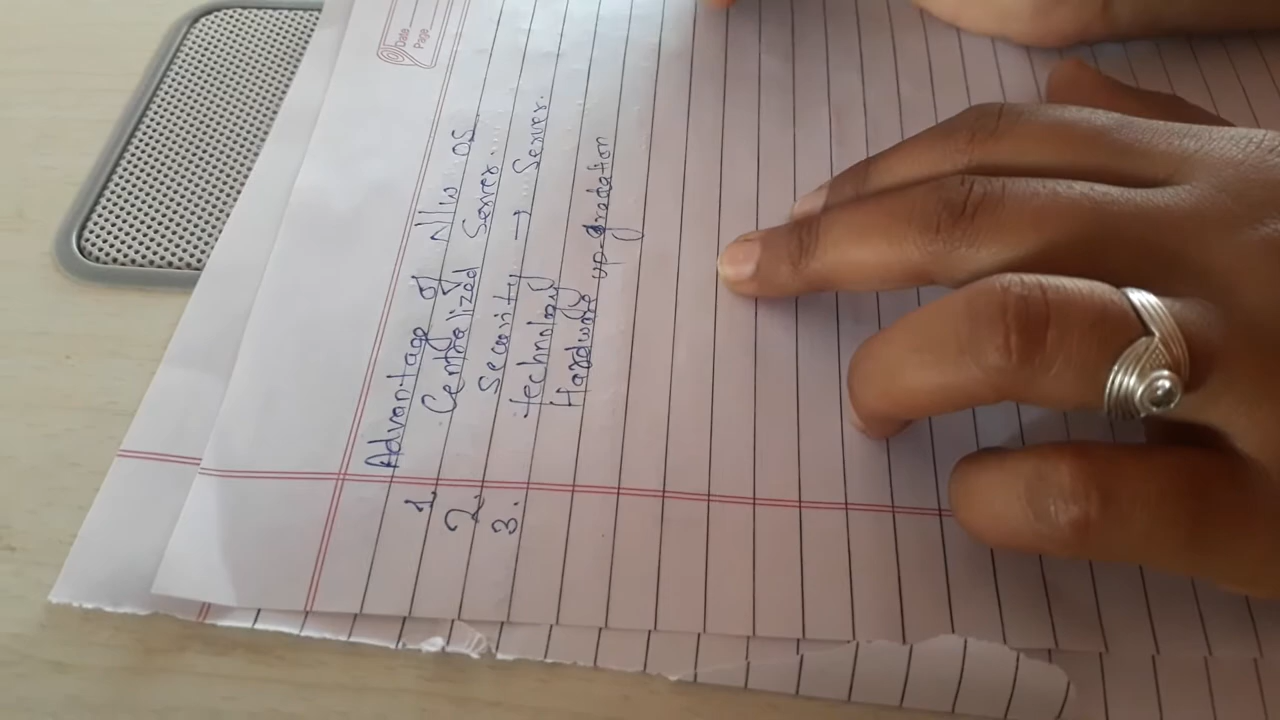 Date
Page
Advantage of N/w OS
1. Centralized Server.
2. Security → Server.
3. technology
Hardware up-gradation